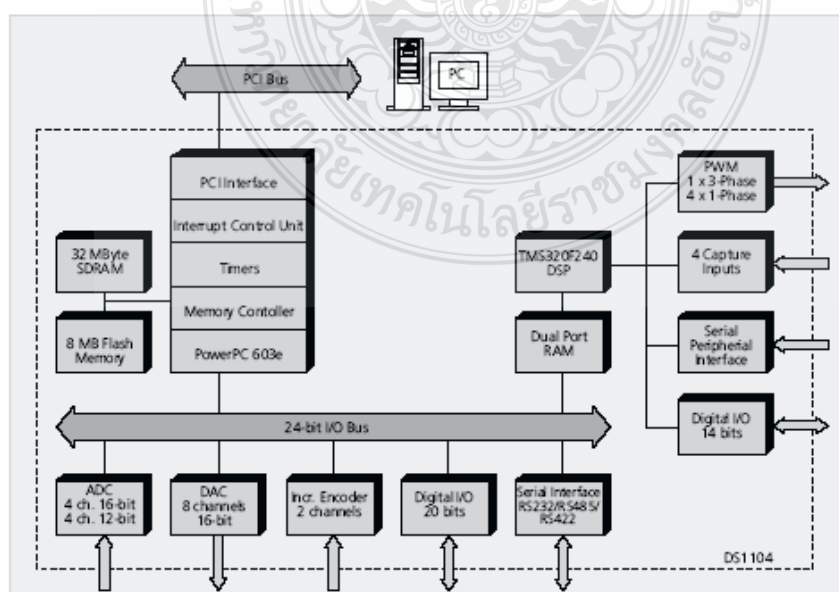 PCI Bus
PC
PCI Interface
Interrupt Control Unit
Timers
Memory Contoller
PowerPC 603e
32 MByte
SDRAM
8 MB Flash
Memory
TMS320F240
DSP
Dual Port
RAM
PWM
1 x 3-Phase
4 x 1-Phase
4 Capture
Inputs
Serial
Peripherial
Interface
Digital I/O
14 bits
24-bit I/O Bus
ADC
4 ch. 16-bit
4 ch. 12-bit
DAC
8 channels
16-bit
Incr. Encoder
2 channels
Digital I/O
20 bits
Serial Interface
RS232/RS485/
RS422
DS1104